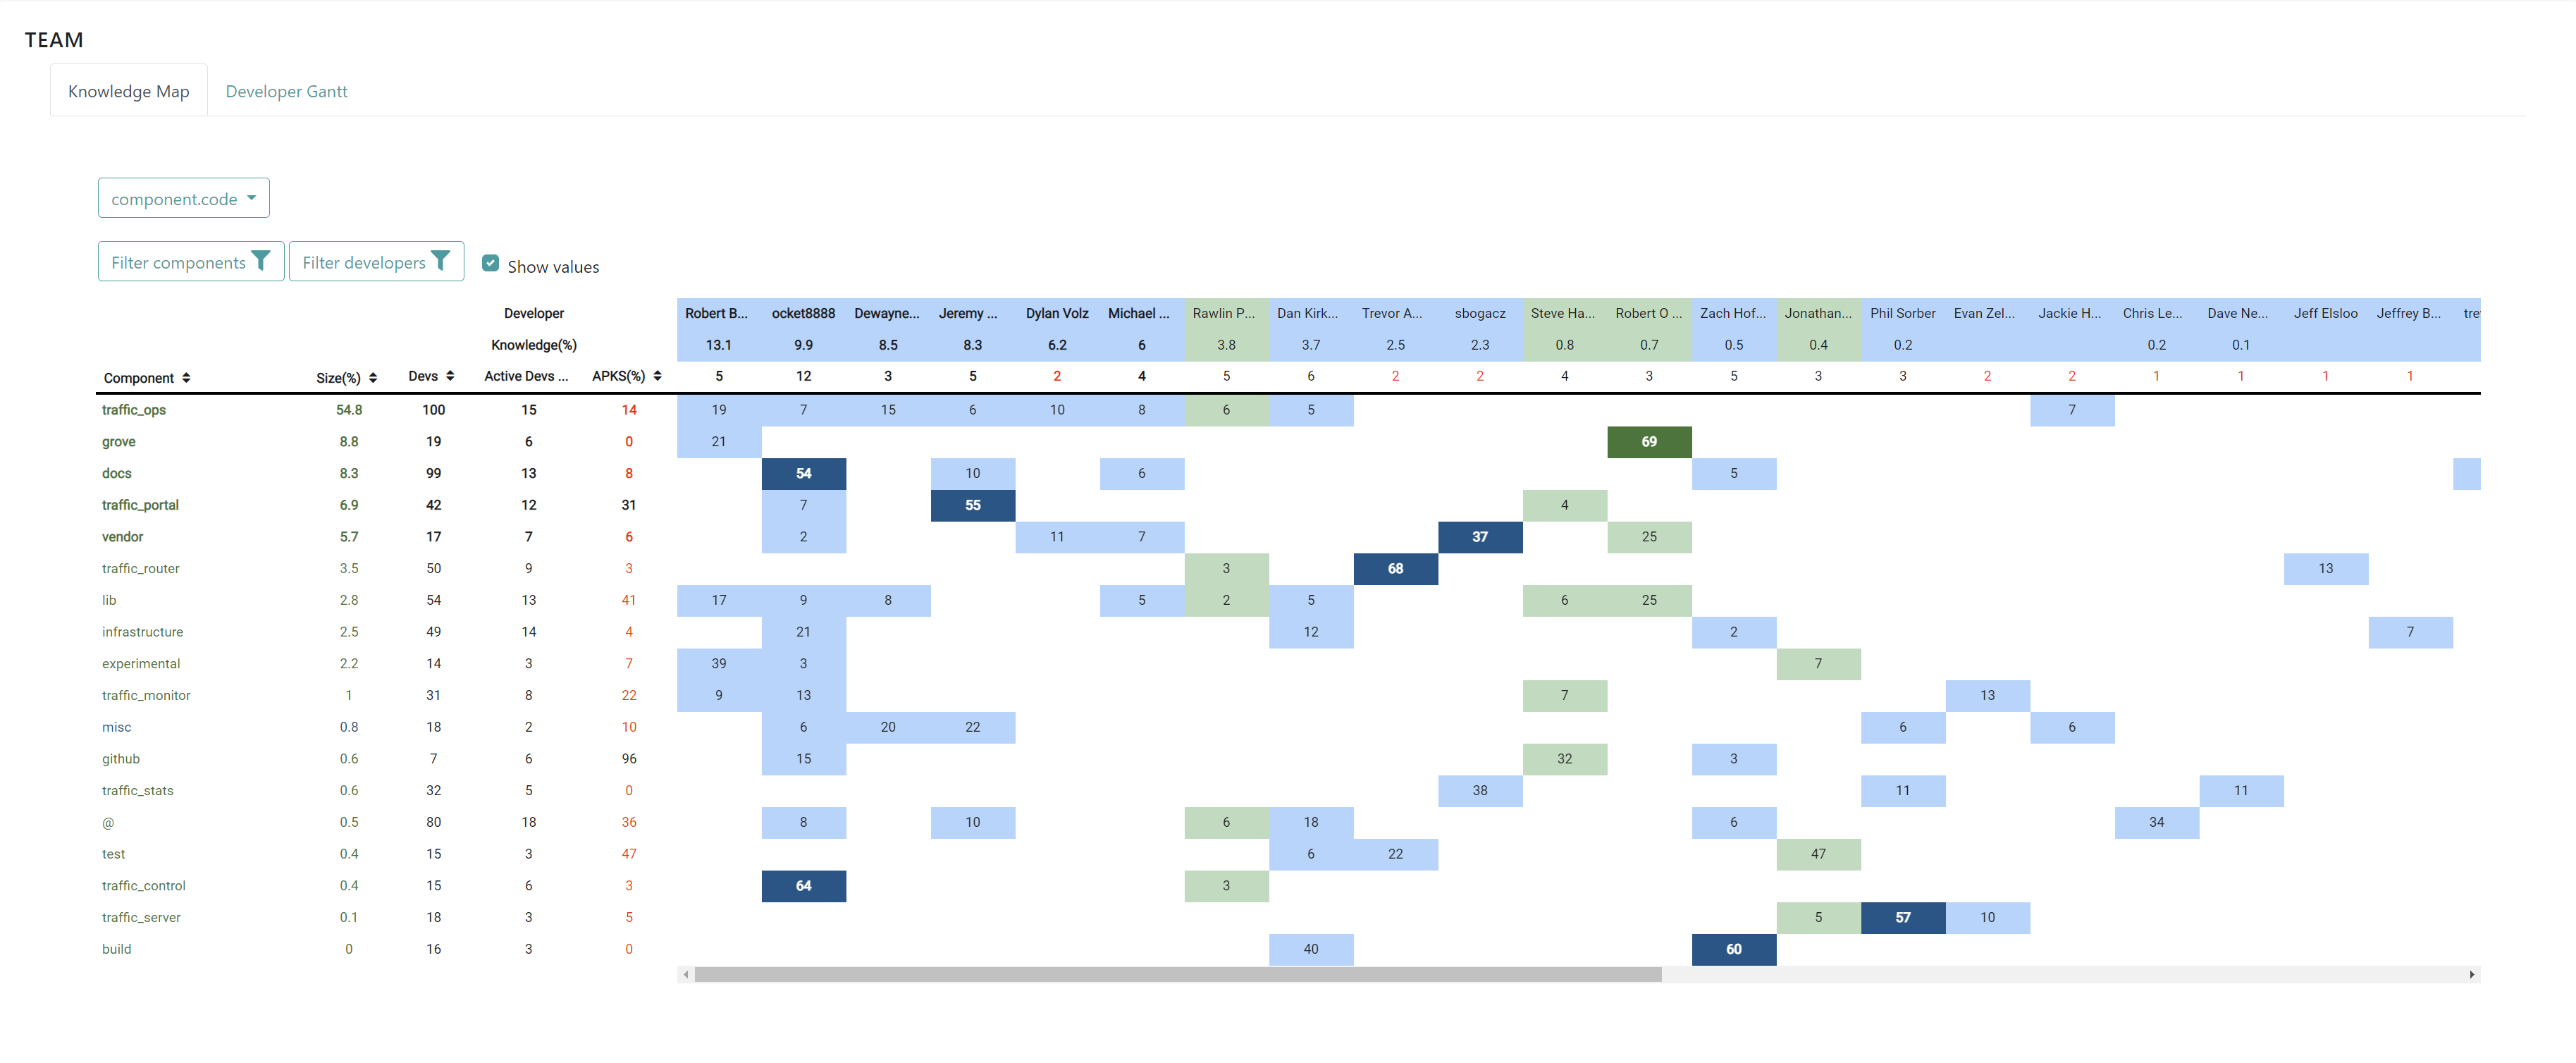 TEAM
Knowledge Map Developer Gantt
component.code
Filter components Filter developers Show values
Developer Robert B... ocket8888 Dewayne... Jeremy ... Dylan Volz Michael ... Rawlin P... Dan Kirk... Trevor A... sbogacz Steve Ha... Robert O ... Zach Hof... Jonathan... Phil Sorber Evan Zel... Jackie H... Chris Le... Dave Ne... Jeff Elsloo Jeffrey B... tre
Knowledge(%) 13.1 9.9 8.5 8.3 6.2 6 3.8 3.7 2.5 2.3 0.8 0.7 0.5 0.4 0.2 0.2 0.1
Component Size(%) Devs Active Devs ... APKS(%) 5 12 3 5 2 4 5 6 2 2 4 3 5 3 3 2 2 1 1 1 1
traffic_ops 54.8 100 15 14 19 7 15 6 10 8 6 5 7
grove 8.8 19 6 0 21 69
docs 8.3 99 13 8 54 10 6 5
traffic_portal 6.9 42 12 31 7 55 4
vendor 5.7 17 7 6 2 11 7 37 25
traffic_router 3.5 50 9 3 3 68 13
lib 2.8 54 13 41 17 9 8 5 2 5 6 25
infrastructure 2.5 49 14 4 21 12 2 7
experimental 2.2 14 3 7 39 3 7
traffic_monitor 1 31 8 22 9 13 7 13
misc 0.8 18 2 10 6 20 22 6 6
github 0.6 7 6 96 15 32 3
traffic_stats 0.6 32 5 0 38 11 11
@ 0.5 80 18 36 8 10 6 18 6 34
test 0.4 15 3 47 6 22 47
traffic_control 0.4 15 6 3 64 3
traffic_server 0.1 18 3 5 5 57 10
build 0 16 3 0 40 60